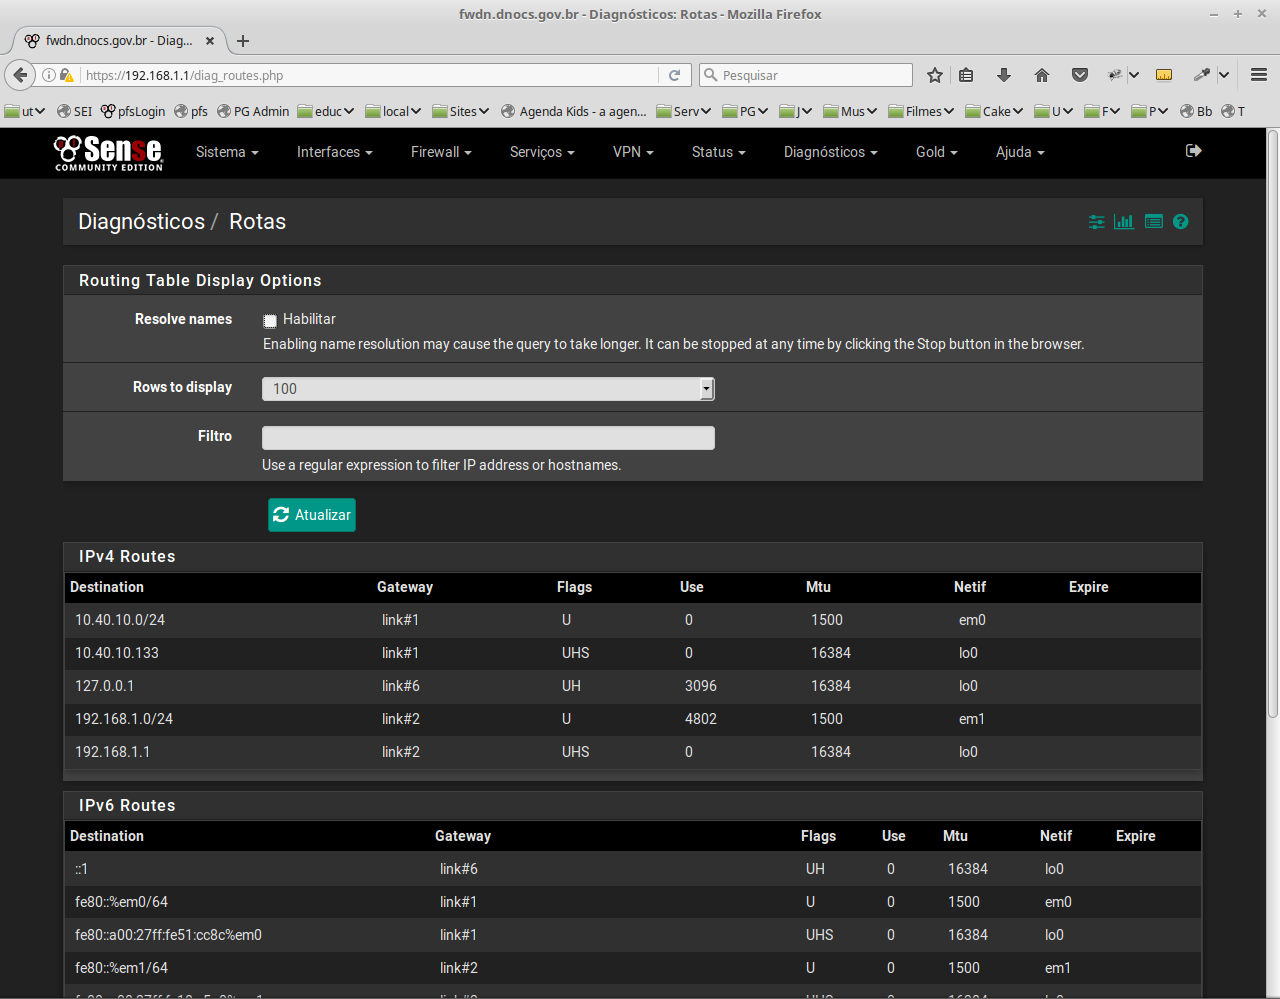 fwdn.dnocs.gov.br - Diagnósticos: Rotas - Mozilla Firefox
fwdn.dnocs.gov.br - Diag...
https://192.168.1.1/diag_routes.php
Pesquisar
ut SEI pfsLogin pfs PG Admin educ local Sites Agenda Kids - a agen... Serv PG J Mus Filmes Cake U F P Bb T
Sense
COMMUNITY EDITION
Sistema Interfaces Firewall Serviços VPN Status Diagnósticos Gold Ajuda
Diagnósticos / Rotas
Routing Table Display Options
Resolve names Habilitar
Enabling name resolution may cause the query to take longer. It can be stopped at any time by clicking the Stop button in the browser.
Rows to display 100
Filtro
Use a regular expression to filter IP address or hostnames.
Atualizar
IPv4 Routes
Destination Gateway Flags Use Mtu Netif Expire
10.40.10.0/24 link#1 U 0 1500 em0
10.40.10.133 link#1 UHS 0 16384 lo0
127.0.0.1 link#6 UH 3096 16384 lo0
192.168.1.0/24 link#2 U 4802 1500 em1
192.168.1.1 link#2 UHS 0 16384 lo0
IPv6 Routes
Destination Gateway Flags Use Mtu Netif Expire
::1 link#6 UH 0 16384 lo0
fe80::%em0/64 link#1 U 0 1500 em0
fe80::a00:27ff:fe51:cc8c%em0 link#1 UHS 0 16384 lo0
fe80::%em1/64 link#2 U 0 1500 em1